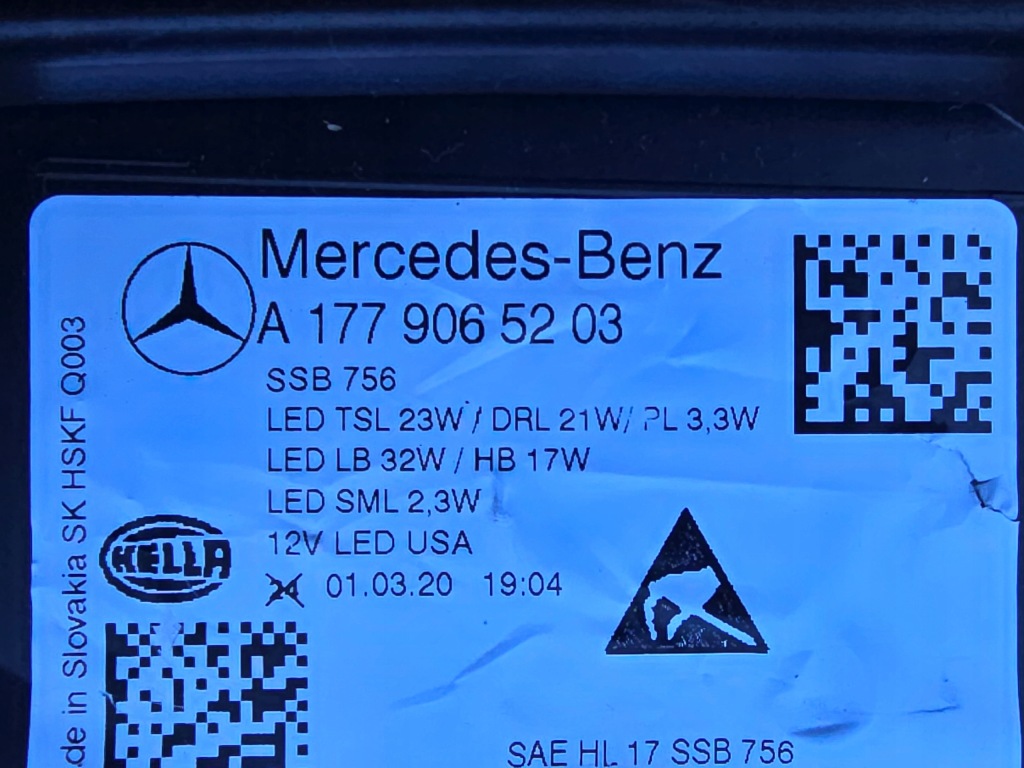 Mercedes-Benz
A 177 906 52 03
SSB 756
LED TSL 23W / DRL 21W/ PL 3,3W
LED LB 32W / HB 17W
LED SML 2,3W
12V LED USA
24 01.03.20 19:04
HELLA
de in Slovakia SK HSKF Q003
SAE HL 17 SSB 756